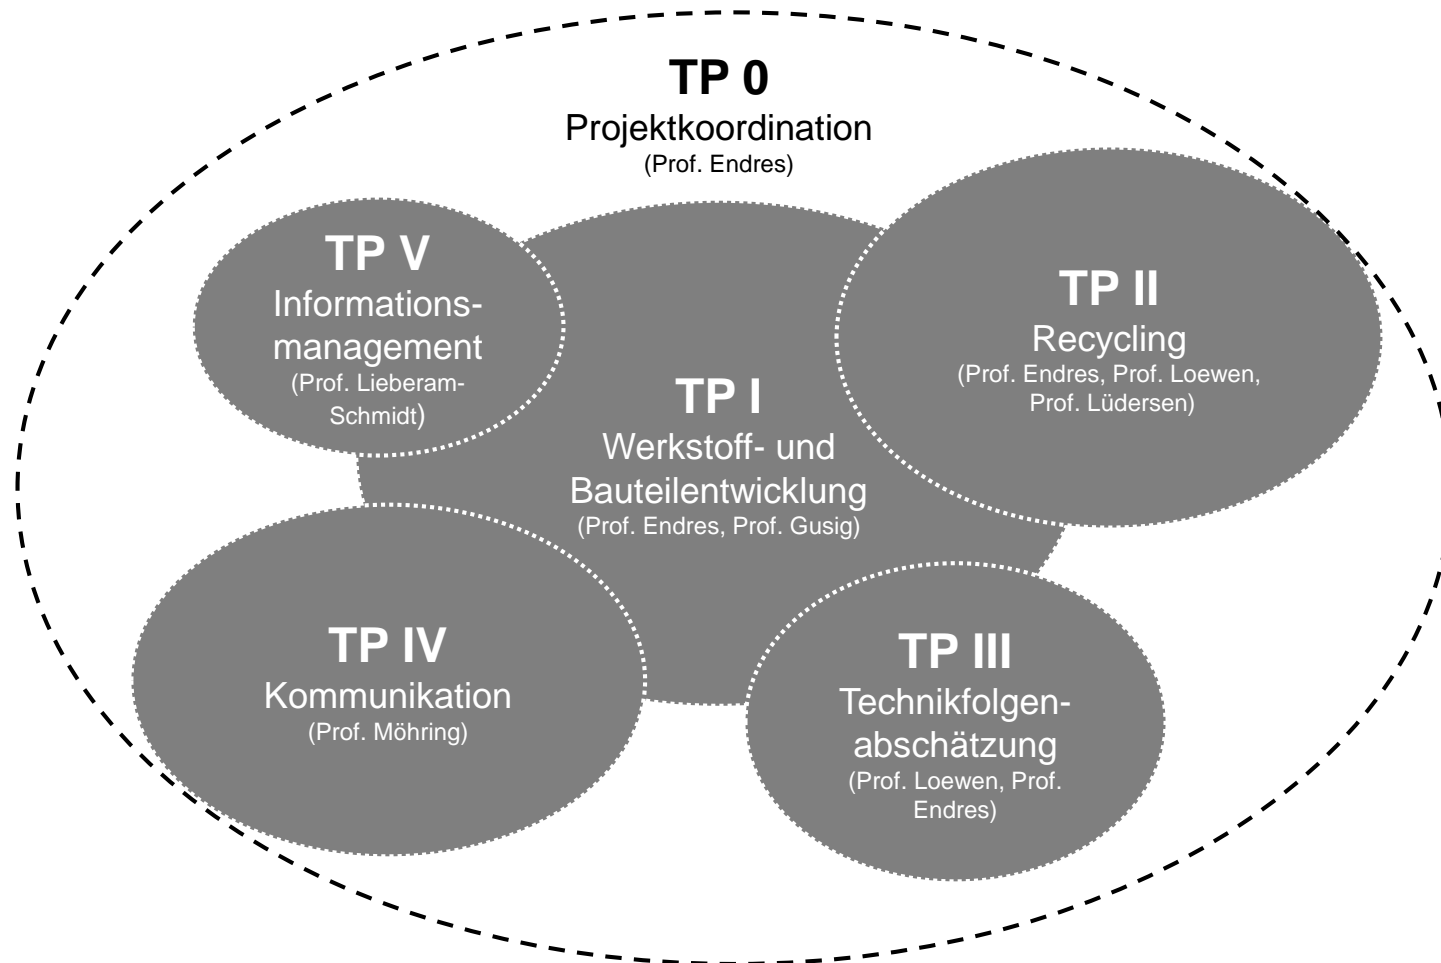 TP 0
Projektkoordination
(Prof. Endres)
TP V
Informations-
management
(Prof. Lieberam-
Schmidt)
TP II
Recycling
(Prof. Endres, Prof. Loewen,
Prof. Lüdersen)
TP I
Werkstoff- und
Bauteilentwicklung
(Prof. Endres, Prof. Gusig)
TP IV
Kommunikation
(Prof. Möhring)
TP III
Technikfolgen-
abschätzung
(Prof. Loewen, Prof.
Endres)